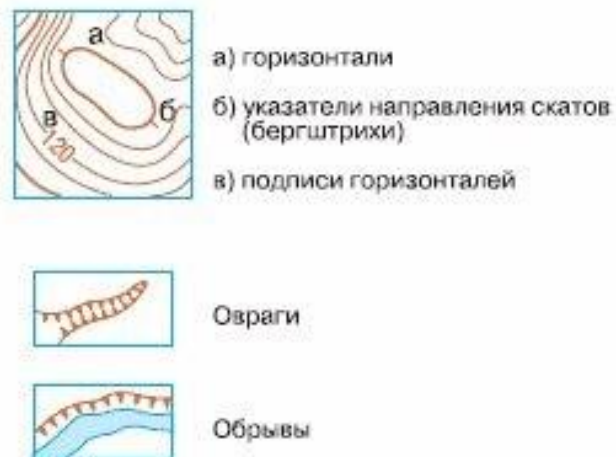 а
б
в
120
а) горизонтали
б) указатели направления скатов
(бергштрихи)
в) подписи горизонталей
Овраги
Обрывы